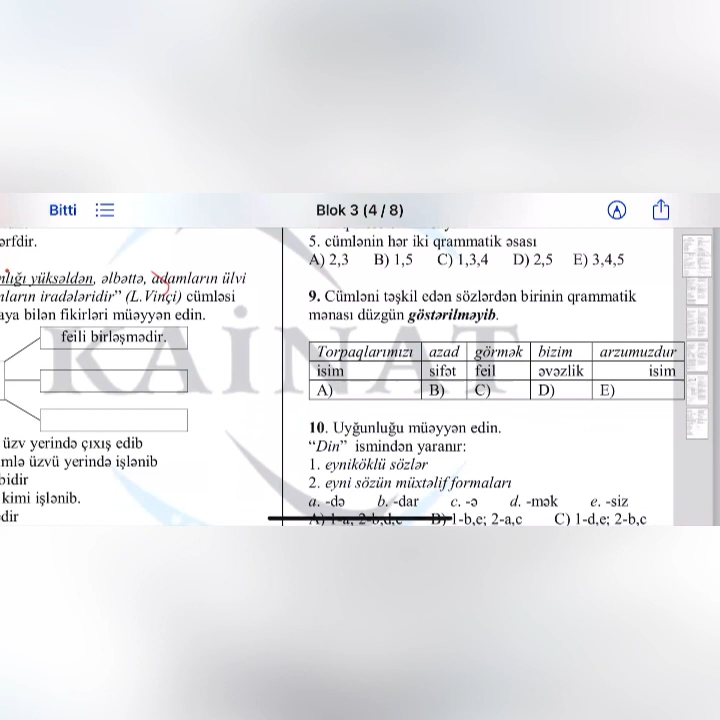 Bitti
Blok 3 (4 / 8)
ərfdir.
yüksəldən, əlbəttə, adamların ülvi
iradələridir” (L.Vinçi) cümləsi
aya bilən fikirləri müəyyən edin.
feili birləşmədir.
üzv yerində çıxış edib
mlə üzvü yerində işlənib
bidir
kimi işlənib.
dir
5. cümlənin hər iki qrammatik əsası
A) 2,3 B) 1,5 C) 1,3,4 D) 2,5 E) 3,4,5
9. Cümləni təşkil edən sözlərdən birinin qrammatik
mənası düzgün göstərilməyib.
Torpaqlarımızı azad görmək bizim arzumuzdur
isim sifət feil əvəzlik isim
A) B) C) D) E)
10. Uyğunluğu müəyyən edin.
“Din” ismindən yaranır:
1. eyniköklü sözlər
2. eyni sözün müxtəlif formaları
a. -də b. -dar c. -ə d. -mək e. -siz
A) 1-a; 2-b,d,c B) 1-b,e; 2-a,c C) 1-d,e; 2-b,c
KAİNAT